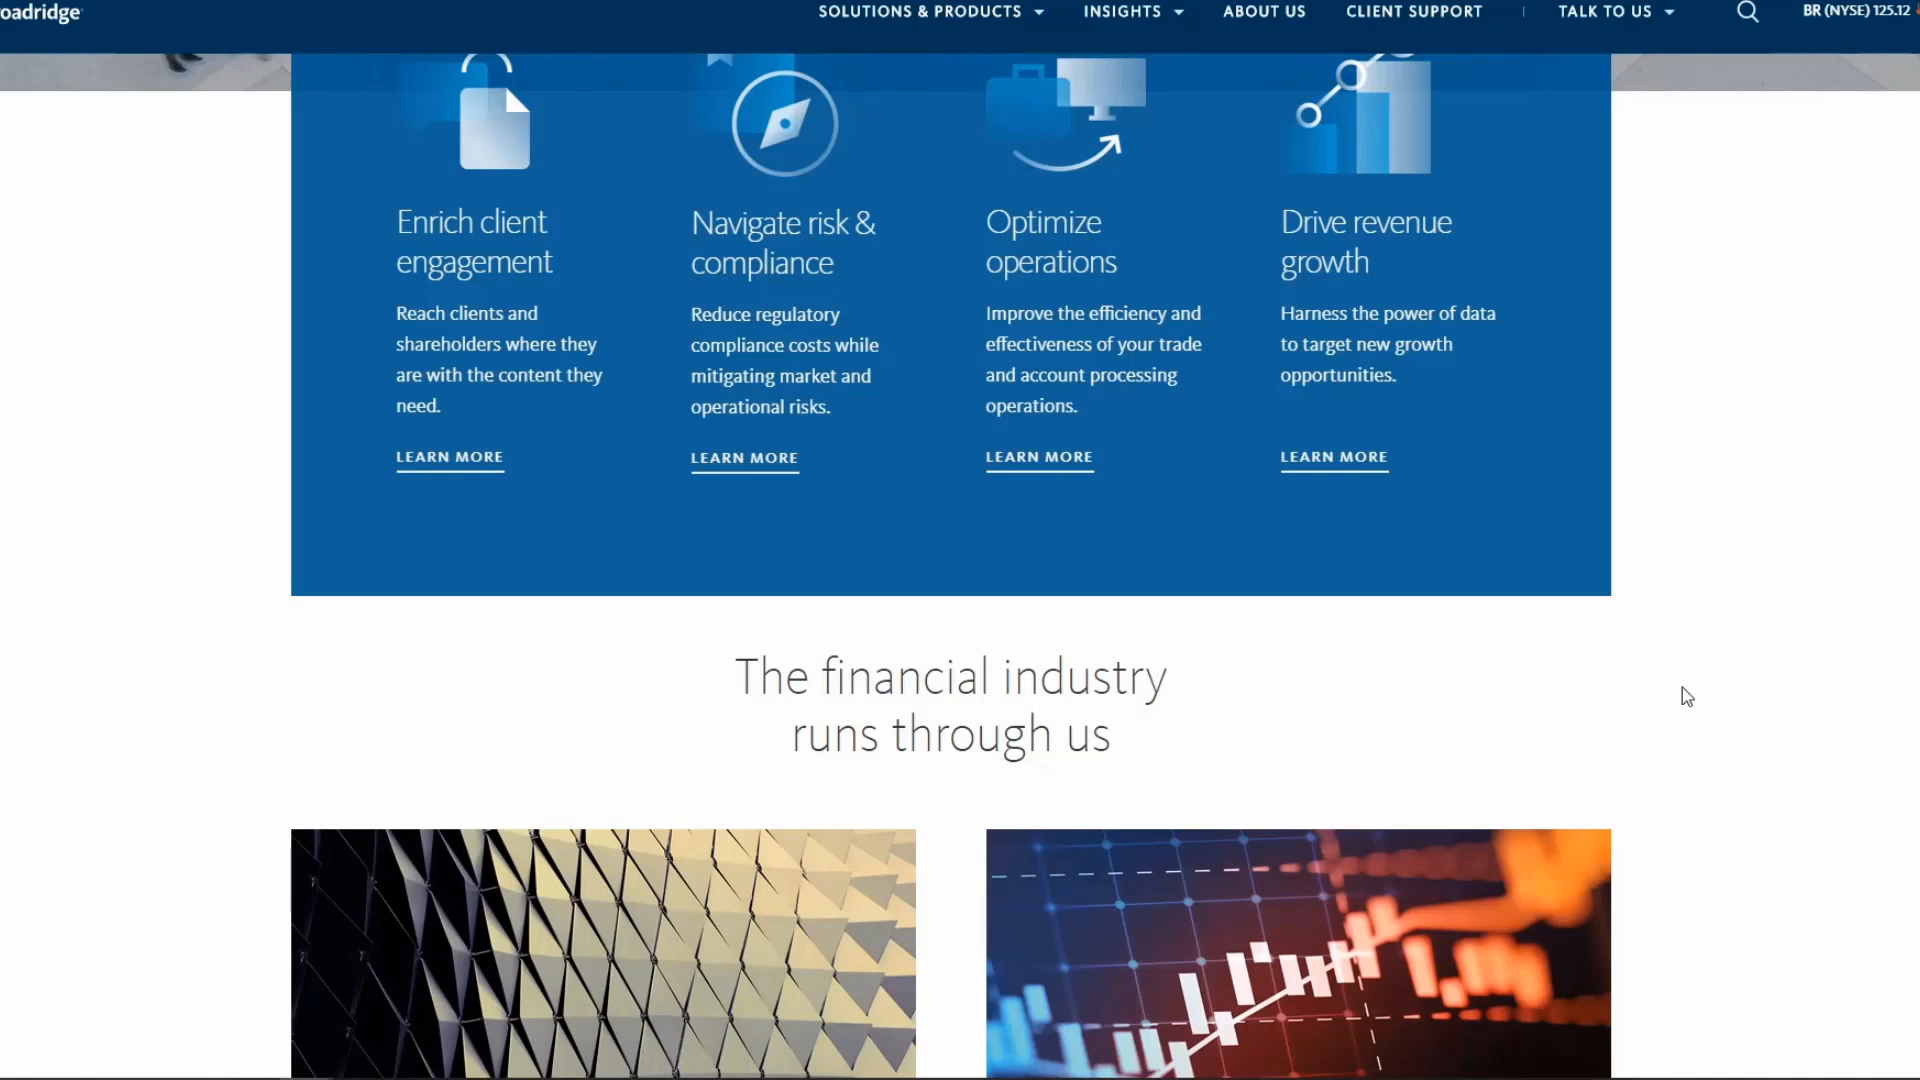 roadridge
SOLUTIONS & PRODUCTS
INSIGHTS
ABOUT US
CLIENT SUPPORT
TALK TO US
BR (NYSE) 125.12
Enrich client
engagement
Reach clients and
shareholders where they
are with the content they
need.
LEARN MORE
Navigate risk &
compliance
Reduce regulatory
compliance costs while
mitigating market and
operational risks.
LEARN MORE
Optimize
operations
Improve the efficiency and
effectiveness of your trade
and account processing
operations.
LEARN MORE
Drive revenue
growth
Harness the power of data
to target new growth
opportunities.
LEARN MORE
The financial industry
runs through us